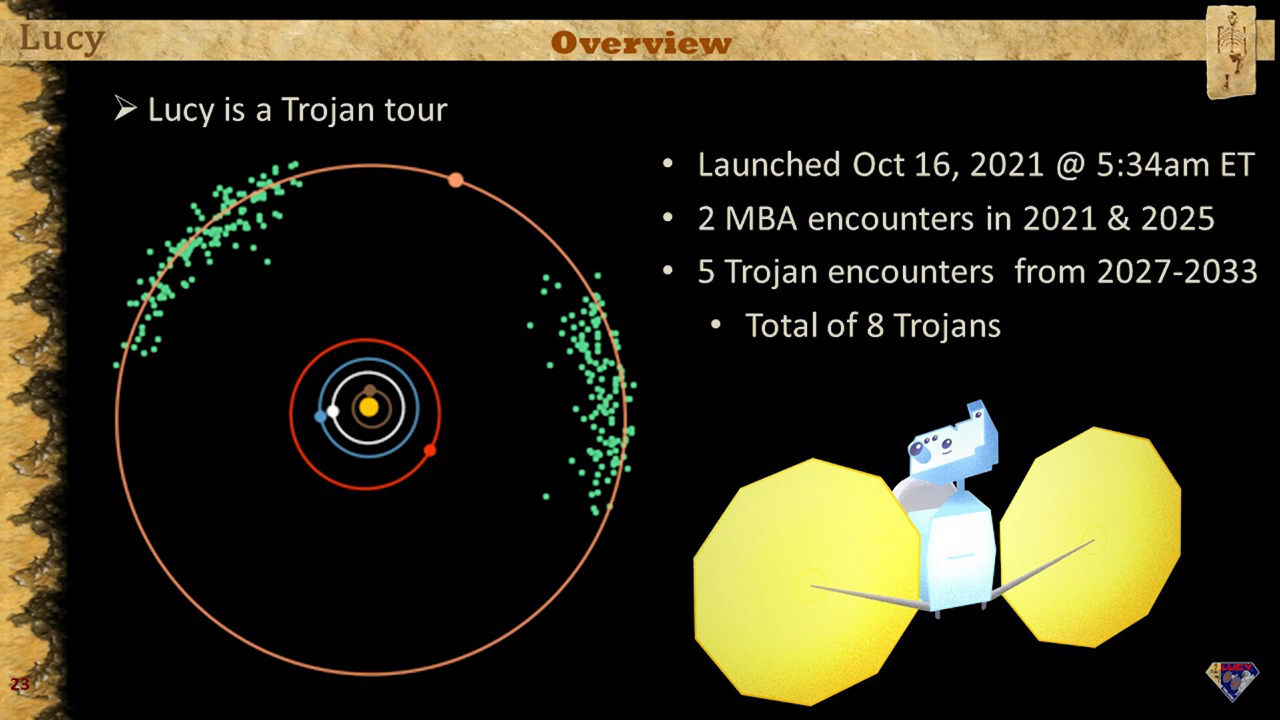 Lucy
Overview
➢ Lucy is a Trojan tour
• Launched Oct 16, 2021 @ 5:34am ET
• 2 MBA encounters in 2021 & 2025
• 5 Trojan encounters from 2027-2033
• Total of 8 Trojans
23
LUCY